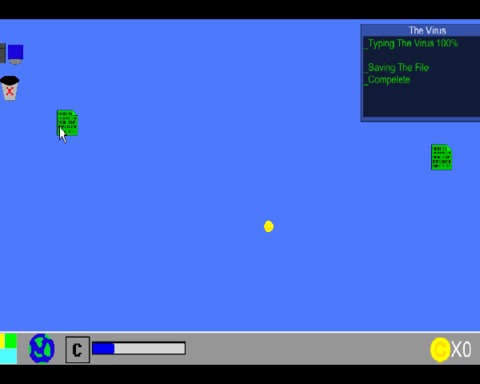 The Virus
_Typing The Virus 100%
_Saving The File
_Compelete
C
C X0